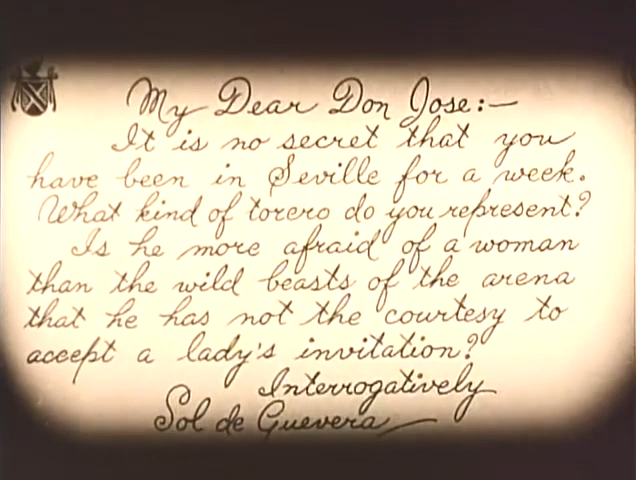 My Dear Don Jose:—
It is no secret that you
have been in Seville for a week.
What kind of torero do you represent?
Is he more afraid of a woman
than the wild beasts of the arena
that he has not the courtesy to
accept a lady's invitation?
Interrogatively
Sol de Guevera